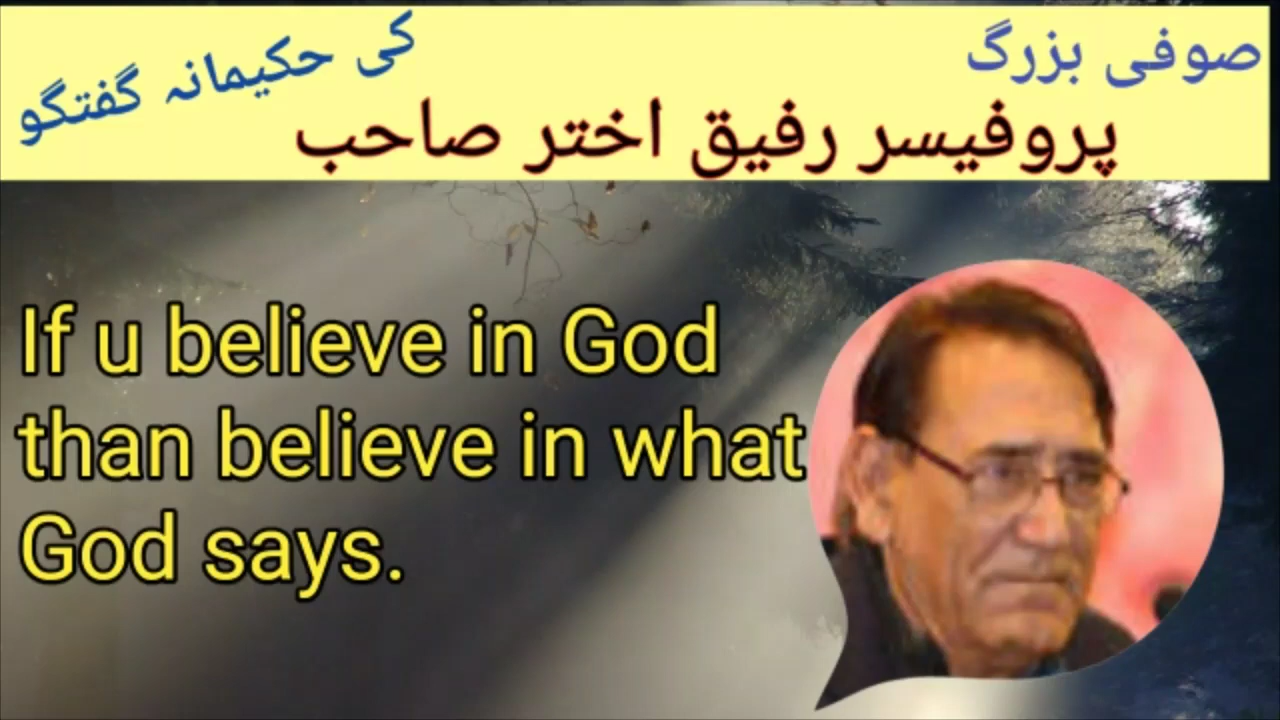 صوفی بزرگ
پروفیسر رفیق اختر صاحب
کی حکیمانہ گفتگو
If u believe in God
than believe in what
God says.